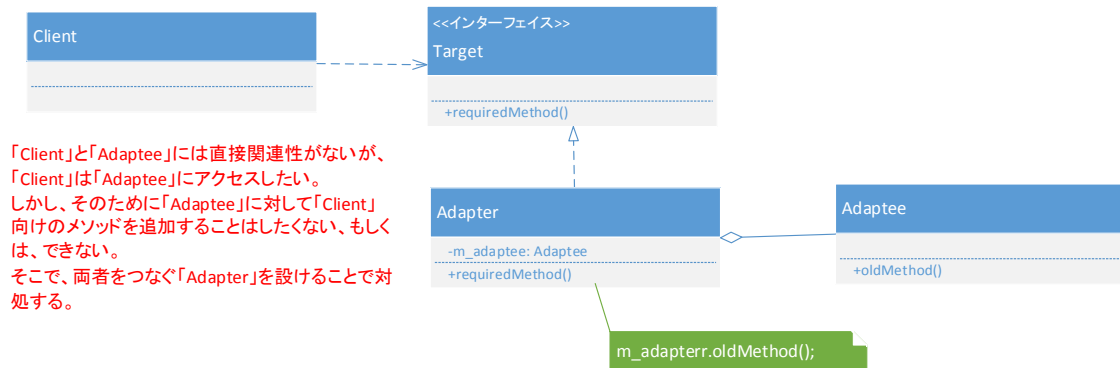 Client
<<インターフェイス>>
Target
+requiredMethod()
「Client」と「Adaptee」には直接関連性がないが、
「Client」は「Adaptee」にアクセスしたい。
しかし、そのために「Adaptee」に対して「Client」
向けのメソッドを追加することはしたくない、もしく
は、できない。
そこで、両者をつなぐ「Adapter」を設けることで対
処する。
Adapter
-m_adaptee: Adaptee
+requiredMethod()
Adaptee
+oldMethod()
m_adapterr.oldMethod();